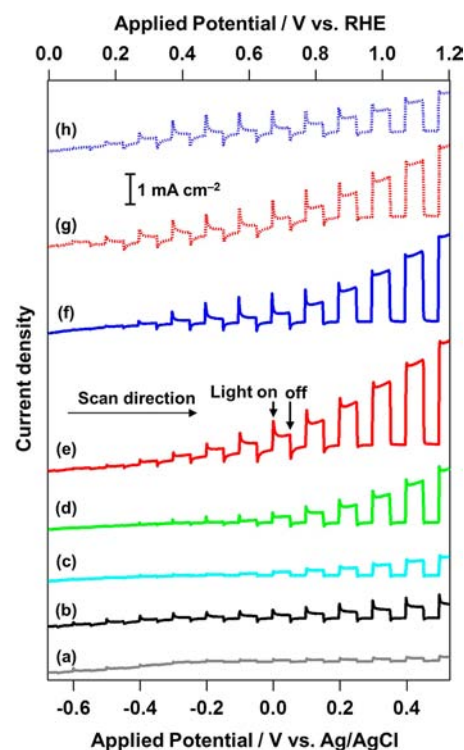 Applied Potential / V vs. RHE
0.0 0.2 0.4 0.6 0.8 1.0 1.2
(h)
1 mA cm⁻²
(g)
(f)
Current density
Scan direction
Light on off
(e)
(d)
(c)
(b)
(a)
-0.6 -0.4 -0.2 0.0 0.2 0.4
Applied Potential / V vs. Ag/AgCl